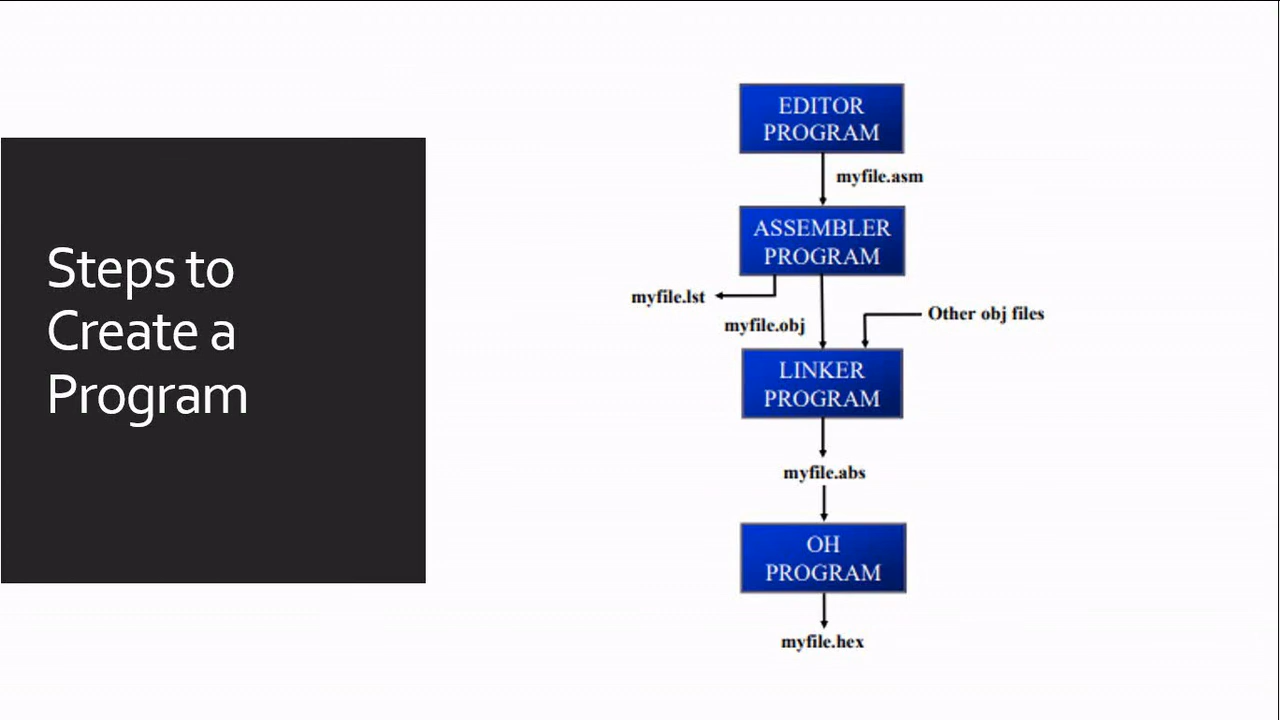 Steps to
Create a
Program
EDITOR
PROGRAM
myfile.asm
ASSEMBLER
PROGRAM
myfile.lst
myfile.obj
Other obj files
LINKER
PROGRAM
myfile.abs
OH
PROGRAM
myfile.hex